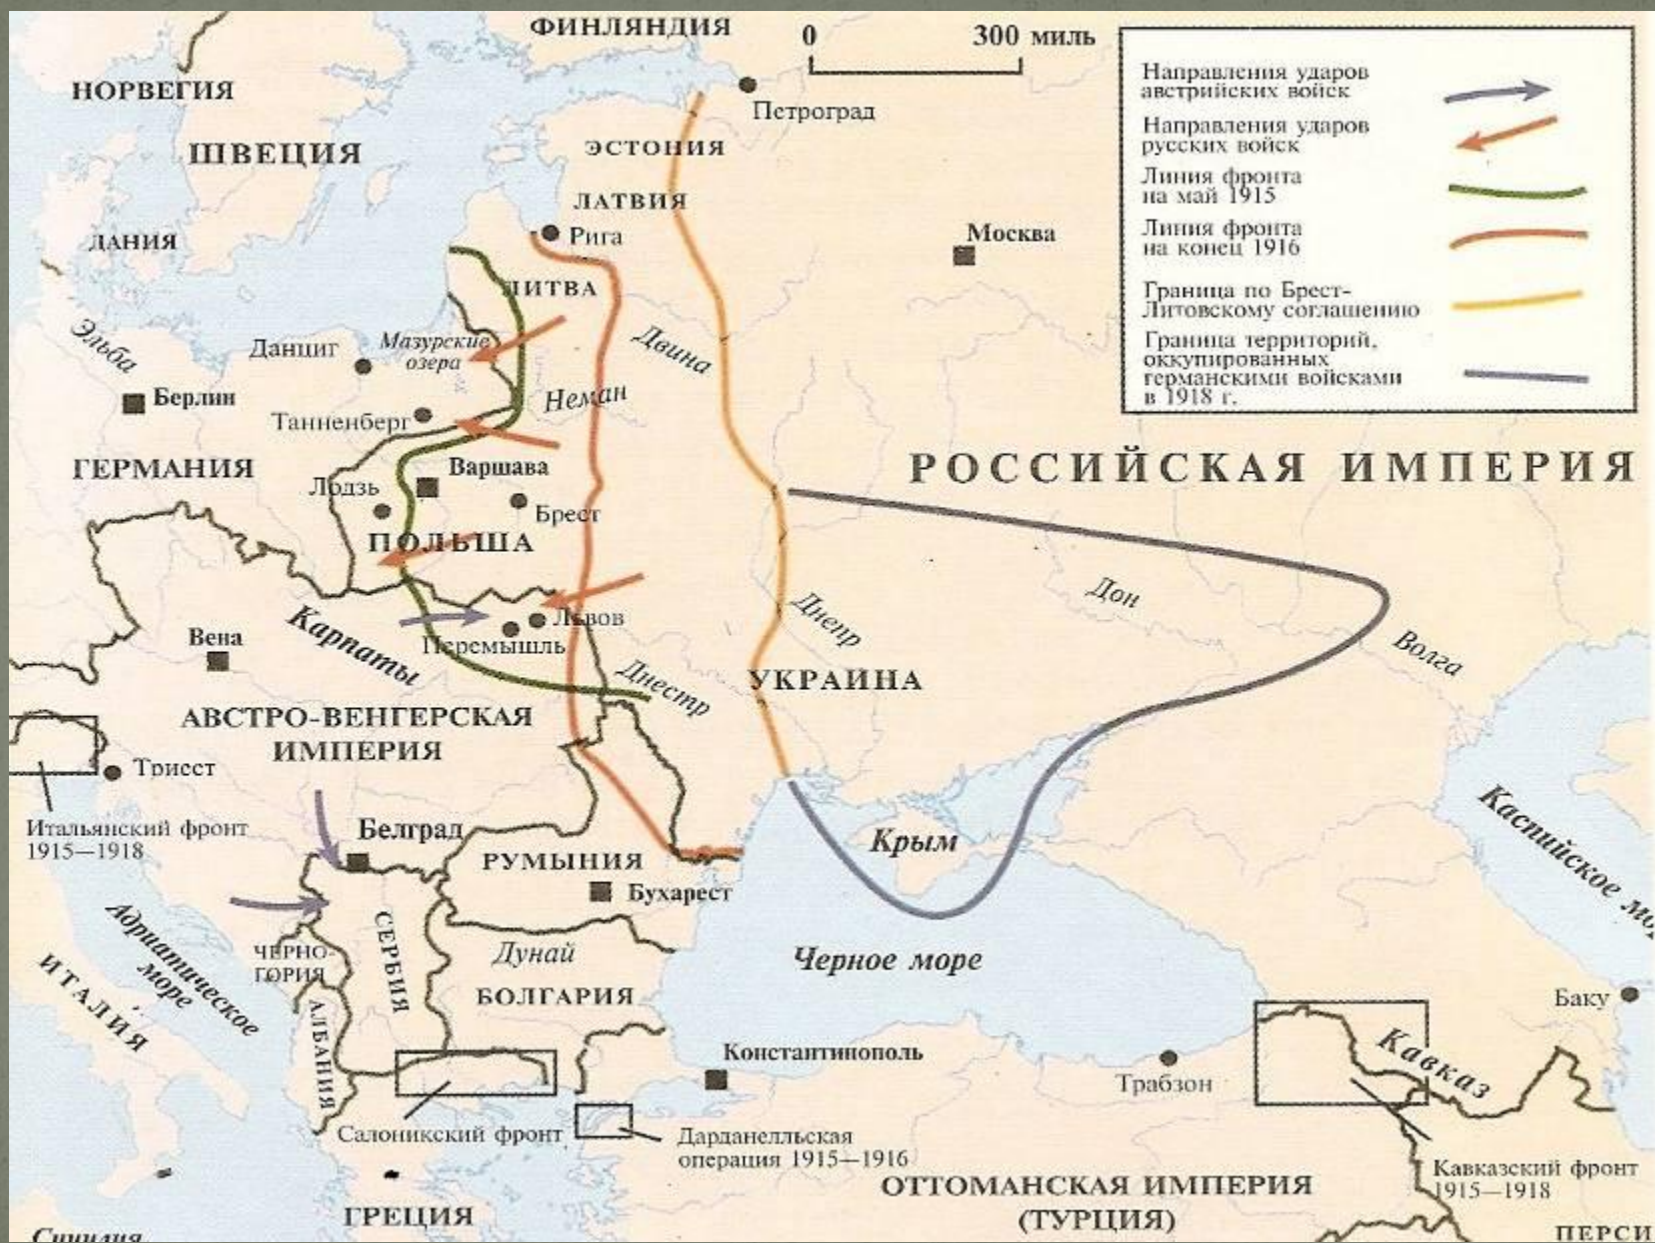 ФИНЛЯНДИЯ
0 300 миль
НОРВЕГИЯ
Петроград
ШВЕЦИЯ
ЭСТОНИЯ
ЛАТВИЯ
Рига
ДАНИЯ
Москва
ЛИТВА
Эльба
Данциг
Мазурские
озера
Двина
Неман
Берлин
Танненберг
ГЕРМАНИЯ
Варшава
Лодзь
Брест
ПОЛЬША
РОССИЙСКАЯ ИМПЕРИЯ
Направления ударов
австрийских войск
Направления ударов
русских войск
Линия фронта
на май 1915
Линия фронта
на конец 1916
Граница по Брест-
Литовскому соглашению
Граница территорий,
оккупированных
германскими войсками
в 1918 г.
Дон
Днепр
Волга
Львов
Перемышль
Карпаты
Вена
Днестр
УКРАИНА
АВСТРО-ВЕНГЕРСКАЯ
ИМПЕРИЯ
Триест
Итальянский фронт
1915—1918
Белград
РУМЫНИЯ
Бухарест
Крым
Каспийское
Адриатическое
море
ЧЕРНО-
ГОРИЯ
СЕРБИЯ
Дунай
Черное море
БОЛГАРИЯ
ИТАЛИЯ
АЛБАНИЯ
Баку
Константинополь
Трабзон
Кавказ
Салоникский фронт
Дарданелльская
операция 1915—1916
Кавказский фронт
1915—1918
ОТТОМАНСКАЯ ИМПЕРИЯ
(ТУРЦИЯ)
ГРЕЦИЯ
ПЕРСИ